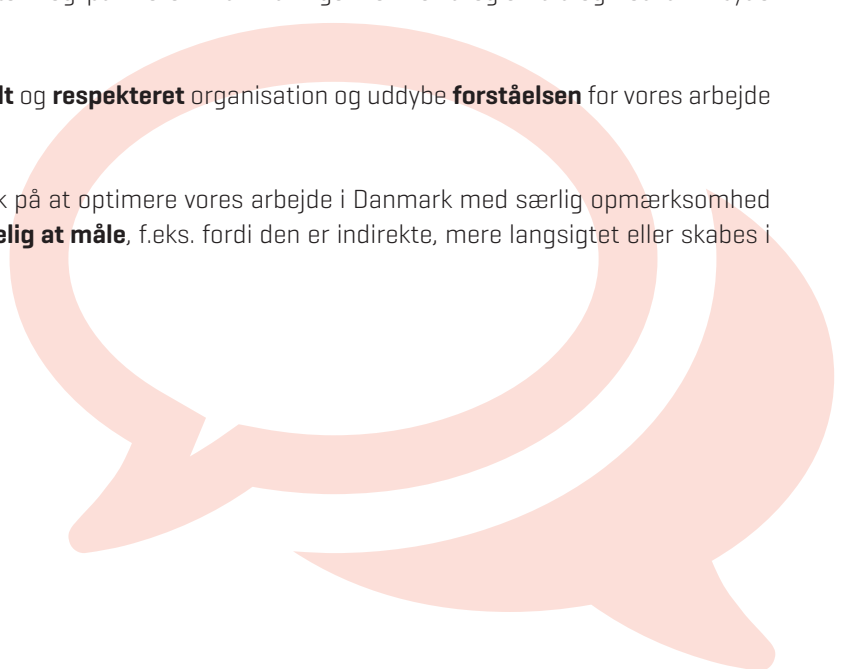 lt og respekteret organisation og uddybe forståelsen for vores arbejde
k på at optimere vores arbejde i Danmark med særlig opmærksomhed
elig at måle, f.eks. fordi den er indirekte, mere langsigtet eller skabes i